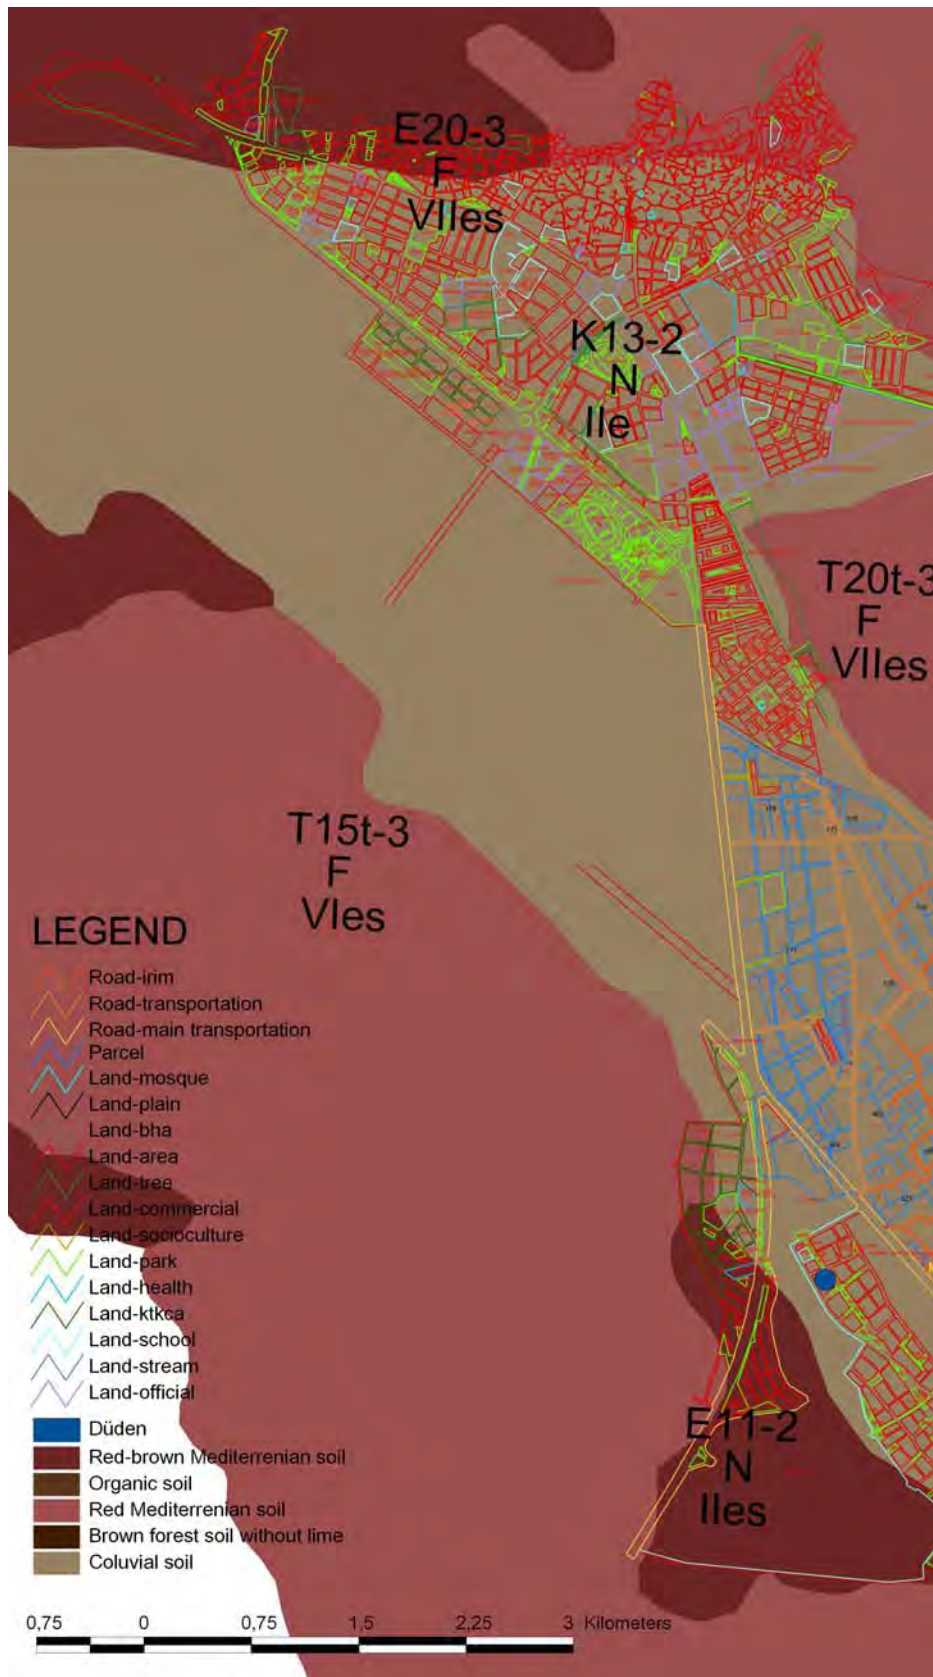 E20-3
F
VIIes
K13-2
N
IIe
T20t-3
F
VIIes
T15t-3
F
VIes
LEGEND
Road-irim
Road-transportation
Road-main transportation
Parcel
Land-mosque
Land-plain
Land-bha
Land-area
Land-tree
Land-commercial
Land-socioculture
Land-park
Land-health
Land-ktkca
Land-school
Land-stream
Land-official
Düden
Red-brown Mediterrenian soil
Organic soil
Red Mediterrenian soil
Brown forest soil without lime
Coluvial soil
E11-2
N
IIes
0,75 0 0,75 1,5 2,25 3 Kilometers